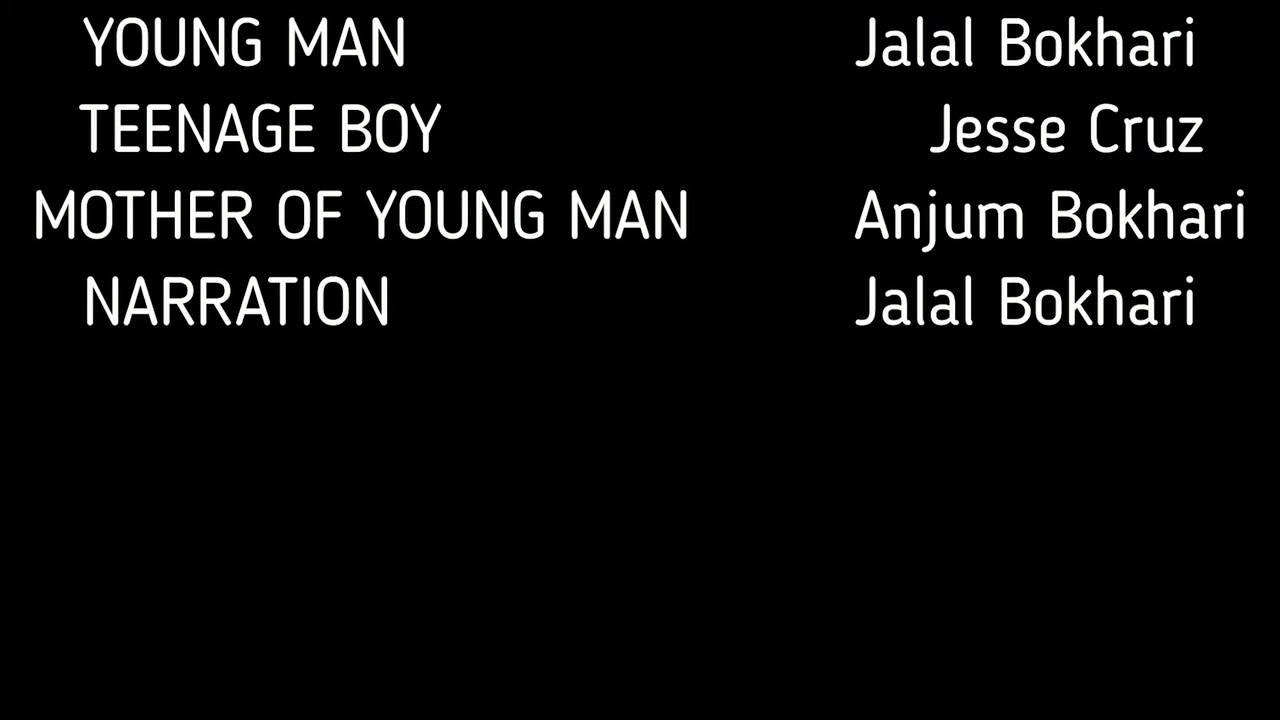 YOUNG MAN Jalal Bokhari
TEENAGE BOY Jesse Cruz
MOTHER OF YOUNG MAN Anjum Bokhari
NARRATION Jalal Bokhari